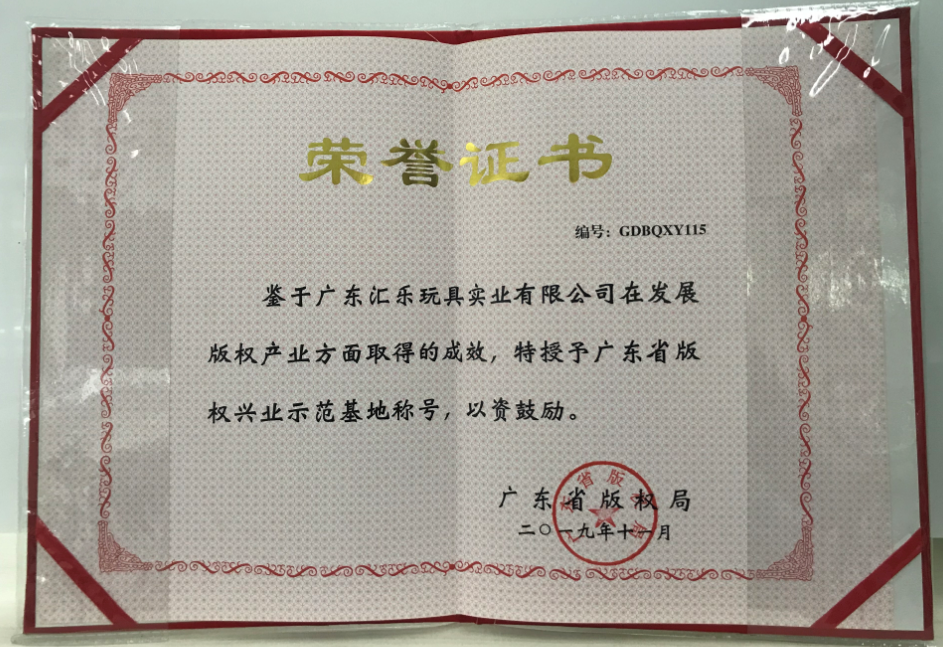 荣誉证书
编号：GDBQXY115
鉴于广东汇乐玩具实业有限公司在发展
版权产业方面取得的成效，特授予广东省版
权兴业示范基地称号，以资鼓励。
广东省版权局
二〇一九年十一月